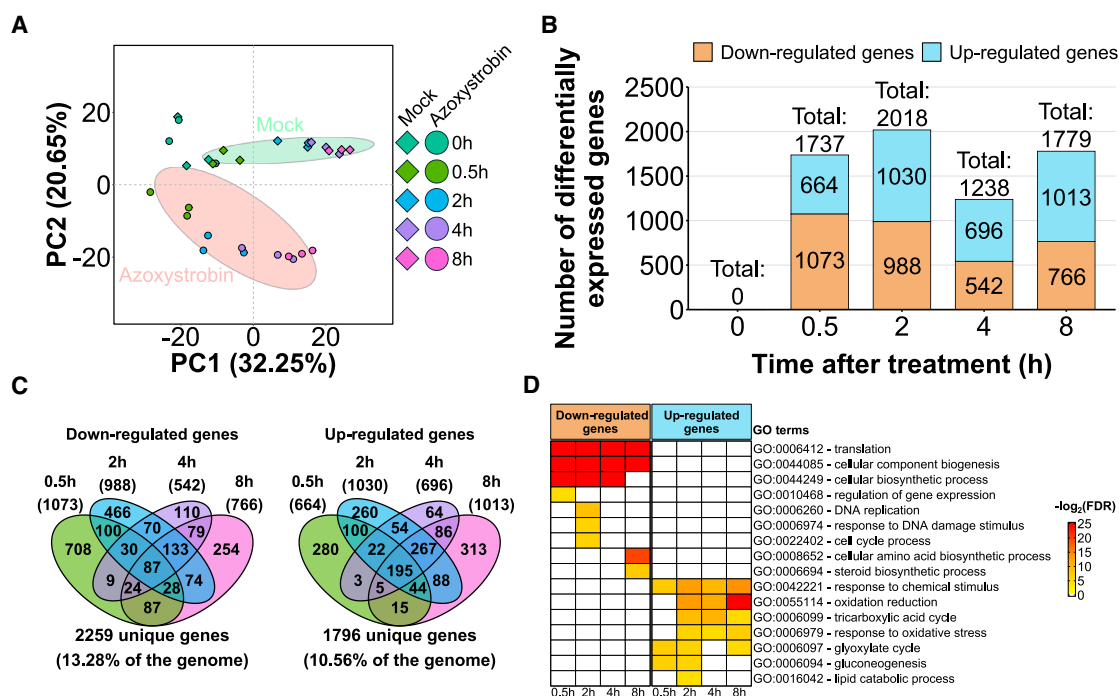 A
PC2 (20.65%)
20
0
-20
Mock
Azoxystrobin
-20
0
20
PC1 (32.25%)
Mock
Azoxystrobin
0h
0.5h
2h
4h
8h
B
Down-regulated genes
Up-regulated genes
Number of differentially
expressed genes
2500
2000
1500
1000
500
0
Total:
0
Total:
1737
664
1073
Total:
2018
1030
988
Total:
1238
696
542
Total:
1779
1013
766
0
0.5
2
4
8
Time after treatment (h)
C
Down-regulated genes
2h
(988)
4h
(542)
0.5h
(1073)
8h
(766)
466
110
100
70
79
708
30
133
254
87
9
74
24
28
87
2259 unique genes
(13.28% of the genome)
Up-regulated genes
2h
(1030)
4h
(696)
0.5h
(664)
8h
(1013)
260
64
100
54
86
280
22
267
313
195
3
88
5
44
15
1796 unique genes
(10.56% of the genome)
D
Down-regulated
genes
Up-regulated
genes
GO terms
GO:0006412 - translation
GO:0044085 - cellular component biogenesis
GO:0044249 - cellular biosynthetic process
GO:0010468 - regulation of gene expression
GO:0006260 - DNA replication
GO:0006974 - response to DNA damage stimulus
GO:0022402 - cell cycle process
GO:0008652 - cellular amino acid biosynthetic process
GO:0006694 - steroid biosynthetic process
GO:0042221 - response to chemical stimulus
GO:0055114 - oxidation reduction
GO:0006099 - tricarboxylic acid cycle
GO:0006979 - response to oxidative stress
GO:0006097 - glyoxylate cycle
GO:0006094 - gluconeogenesis
GO:0016042 - lipid catabolic process
0.5h 2h 4h 8h 0.5h 2h 4h 8h
-log2(FDR)
25
20
15
10
5
0